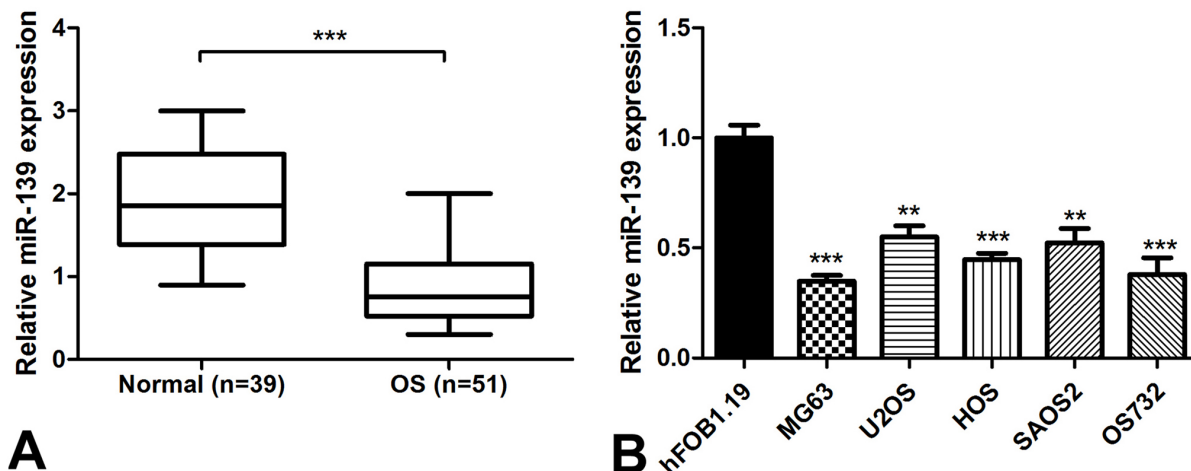 Relative miR-139 expression
4
3
2
1
0
***
Normal (n=39)
OS (n=51)
A
Relative miR-139 expression
1.5
1.0
0.5
0.0
***
**
***
**
***
hFOB1.19
MG63
U2OS
HOS
SAOS2
OS732
B